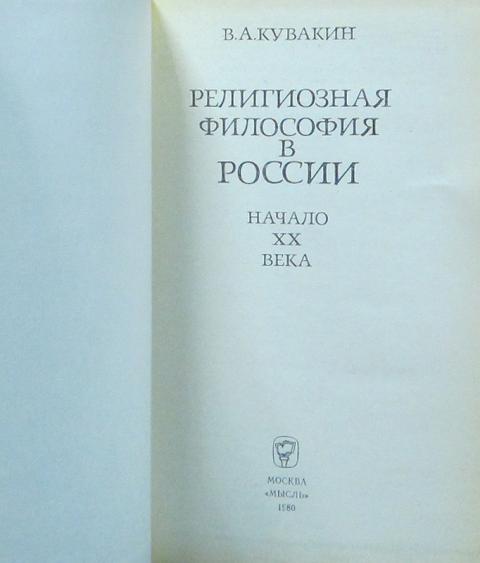 В.А.КУВАКИН
РЕЛИГИОЗНАЯ
ФИЛОСОФИЯ
В
РОССИИ
НАЧАЛО
XX
ВЕКА
МОСКВА
«МЫСЛЬ»
1980